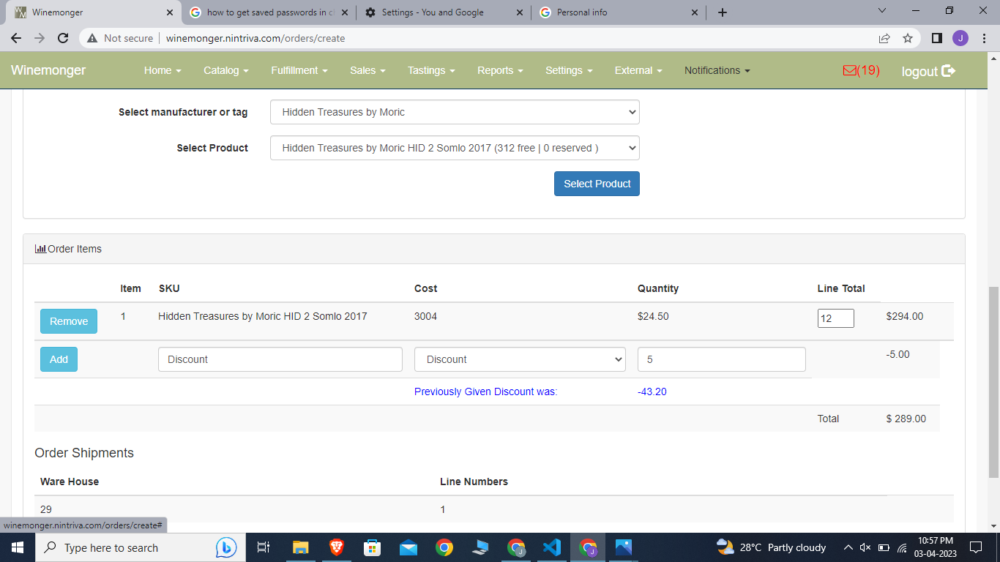 Winemonger
how to get saved passwords in c
Settings - You and Google
Personal info
Not secure
winemonger.nintriva.com/orders/create
J
Winemonger
Home
Catalog
Fulfillment
Sales
Tastings
Reports
Settings
External
Notifications
(19)
logout
Select manufacturer or tag
Hidden Treasures by Moric
Select Product
Hidden Treasures by Moric HID 2 Somlo 2017 (312 free | 0 reserved )
Select Product
Order Items
Item SKU Cost Quantity Line Total
Remove 1 Hidden Treasures by Moric HID 2 Somlo 2017 3004 $24.50 12 $294.00
Add Discount Discount 5 -5.00
Previously Given Discount was: -43.20
Total $ 289.00
Order Shipments
Ware House Line Numbers
29 1
winemonger.nintriva.com/orders/create#
Type here to search
28°C Partly cloudy
10:57 PM
03-04-2023